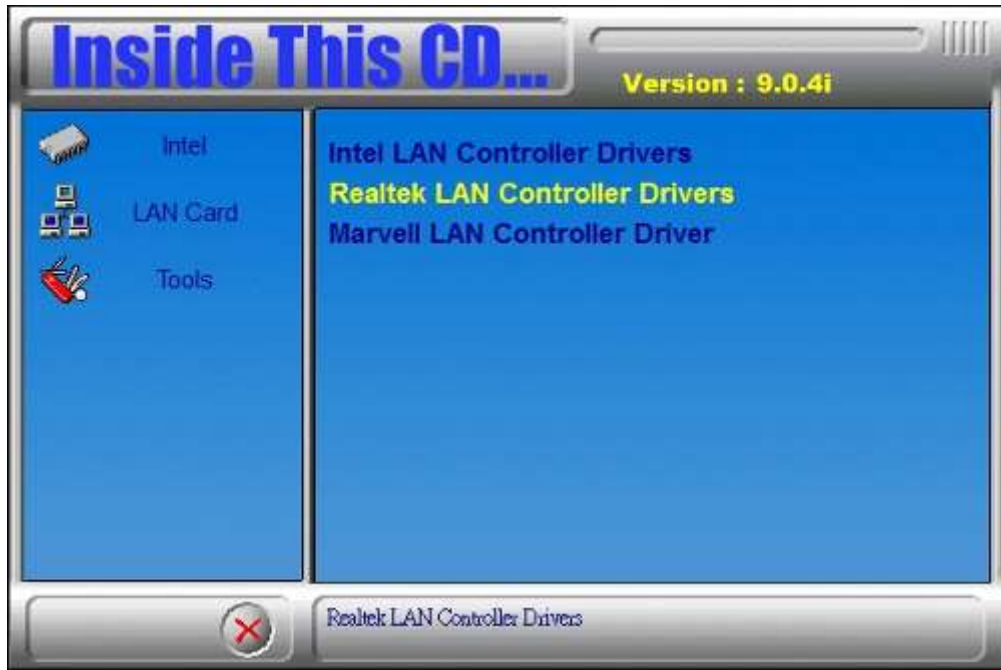 Inside This CD...
Version : 9.0.4i
Intel
LAN Card
Tools
Intel LAN Controller Drivers
Realtek LAN Controller Drivers
Marvell LAN Controller Driver
Realtek LAN Controller Drivers